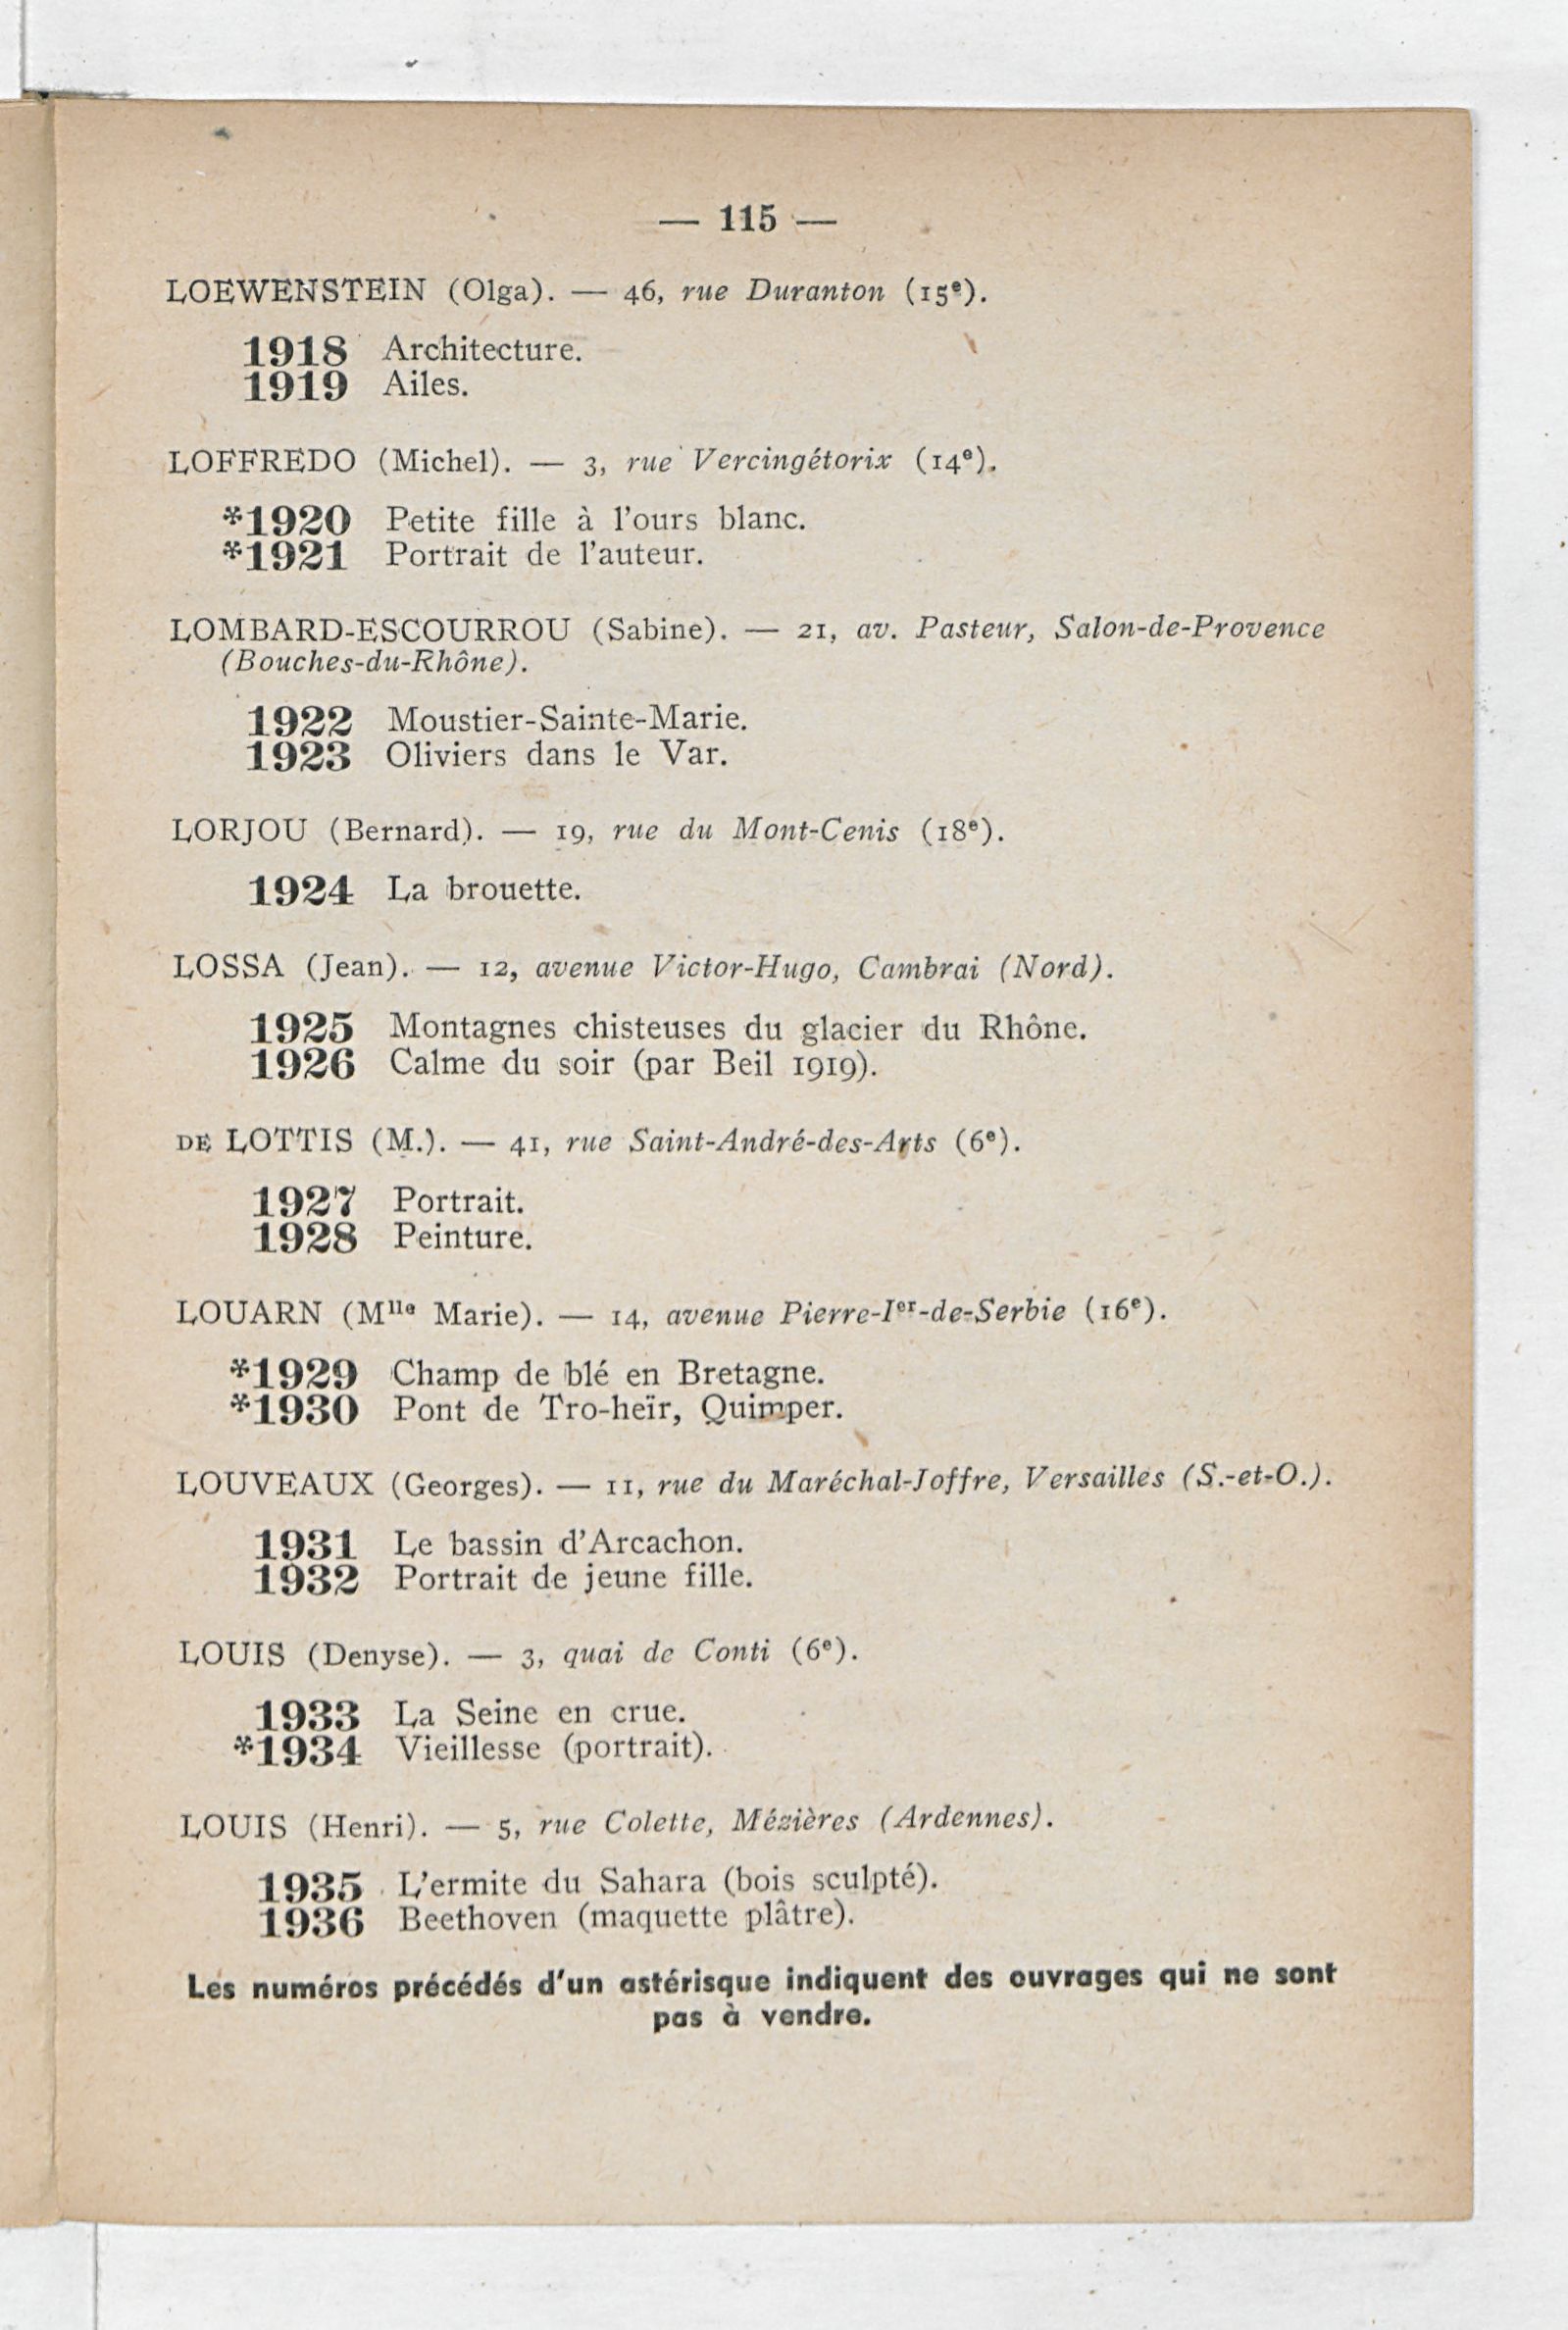 — 115 —
LOEWENSTEIN (Olga). — 46, rue Duranton (15e).
1918 Architecture.
1919 Ailes.
LOFFREDO (Michel). — 3, rue Vercingétorix (14e).
*1920 Petite fille à l'ours blanc.
*1921 Portrait de l'auteur.
LOMBARD-ESCOURROU (Sabine). — 21, av. Pasteur, Salon-de-Provence
(Bouches-du-Rhône).
1922 Moustier-Sainte-Marie.
1923 Oliviers dans le Var.
LORJOU (Bernard). — 19, rue du Mont-Cenis (18e).
1924 La brouette.
LOSSA (Jean). — 12, avenue Victor-Hugo, Cambrai (Nord).
1925 Montagnes chisteuses du glacier du Rhône.
1926 Calme du soir (par Beil 1919).
DE LOTTIS (M.). — 41, rue Saint-André-des-Arts (6e).
1927 Portrait.
1928 Peinture.
LOUARN (Mlle Marie). — 14, avenue Pierre-Ier-de-Serbie (16e).
*1929 Champ de blé en Bretagne.
*1930 Pont de Tro-heïr, Quimper.
LOUVEAUX (Georges). — 11, rue du Maréchal-Joffre, Versailles (S.-et-O.).
1931 Le bassin d'Arcachon.
1932 Portrait de jeune fille.
LOUIS (Denyse). — 3, quai de Conti (6e).
1933 La Seine en crue.
*1934 Vieillesse (portrait).
LOUIS (Henri). — 5, rue Colette, Mézières (Ardennes).
1935 L'ermite du Sahara (bois sculpté).
1936 Beethoven (maquette plâtre).
Les numéros précédés d'un astérisque indiquent des ouvrages qui ne sont
pas à vendre.